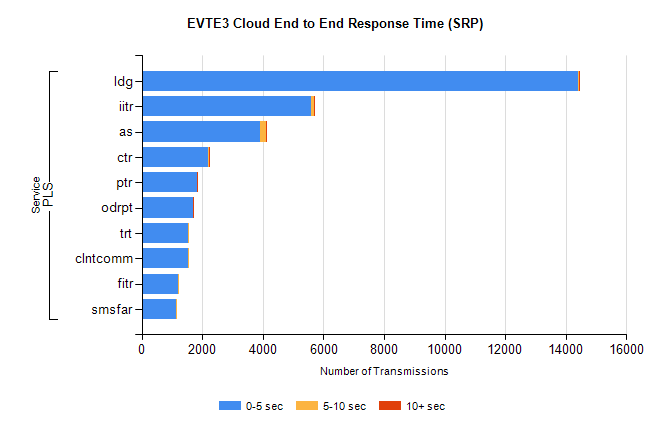 EVTE3 Cloud End to End Response Time (SRP)
Service
PLS
ldg
iitr
as
ctr
ptr
odrpt
trt
clntcomm
fitr
smsfar
0 2000 4000 6000 8000 10000 12000 14000 16000
Number of Transmissions
0-5 sec 5-10 sec 10+ sec